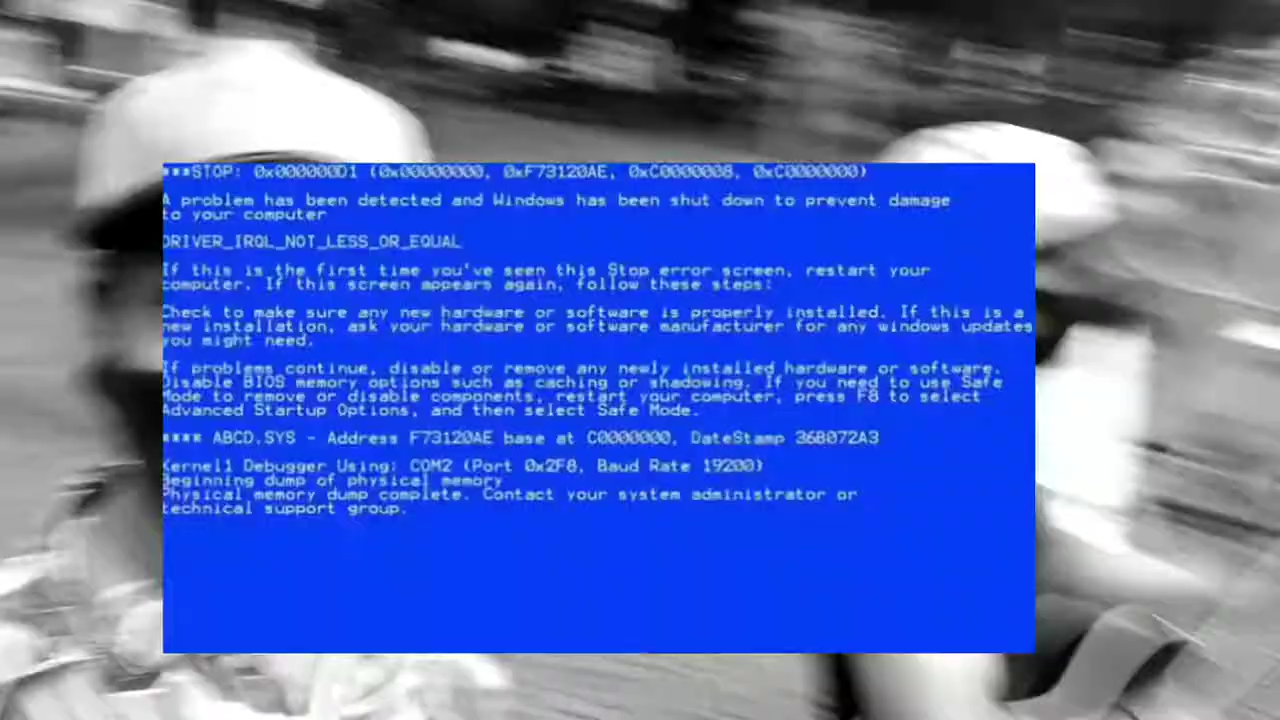 ***STOP: 0x000000D1 (0x00000000, 0xF73120AE, 0xC0000008, 0xC0000000)
A problem has been detected and Windows has been shut down to prevent damage
to your computer
DRIVER_IRQL_NOT_LESS_OR_EQUAL
If this is the first time you've seen this Stop error screen, restart your
computer. If this screen appears again, follow these steps:
Check to make sure any new hardware or software is properly installed. If this is a
new installation, ask your hardware or software manufacturer for any windows updates
you might need.
If problems continue, disable or remove any newly installed hardware or software.
Disable BIOS memory options such as caching or shadowing. If you need to use Safe
Mode to remove or disable components, restart your computer, press F8 to select
Advanced Startup Options, and then select Safe Mode.
**** ABCD.SYS - Address F73120AE base at C0000000, DateStamp 36B072A3
Kernel1 Debugger Using: COM2 (Port 0x2F8, Baud Rate 19200)
Beginning dump of physical memory
Physical memory dump complete. Contact your system administrator or
technical support group.